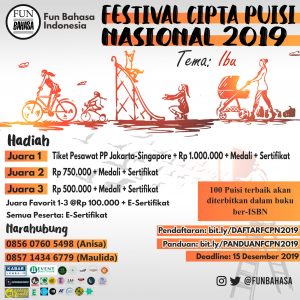 FUN
BAHASA
Fun Bahasa
Indonesia
FESTIVAL CIPTA PUISI
NASIONAL 2019
Tema: Ibu
Hadiah
Juara 1
Tiket Pesawat PP Jakarta-Singapore + Rp 1.000.000 + Medali + Sertifikat
Juara 2
Rp 750.000 + Medali + Sertifikat
Juara 3
Rp 500.000 + Medali + Sertifikat
Juara Favorit 1-3 @Rp 100.000 + E-Sertifikat
Semua Peserta: E-Sertifikat
100 Puisi terbaik akan
diterbitkan dalam buku
ber-ISBN
Narahubung
0856 0760 5498 (Anisa)
0857 1434 6779 (Maulida)
Pendaftaran: bit.ly/DAFTARFCPN2019
Panduan: bit.ly/PANDUANFCPN2019
Deadline: 15 Desember 2019
@FUNBAHASA